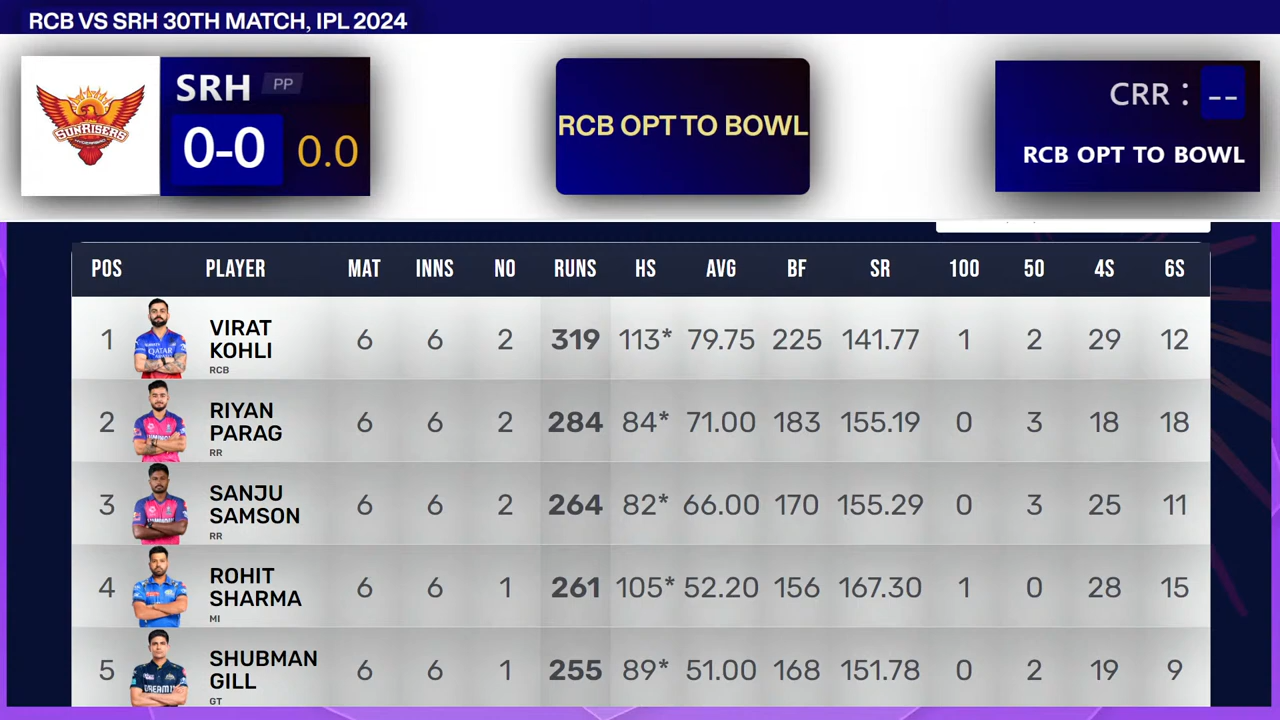 RCB VS SRH 30TH MATCH, IPL 2024
SUNRISERS
SRH PP
0-0 0.0
RCB OPT TO BOWL
CRR : --
RCB OPT TO BOWL
POS PLAYER MAT INNS NO RUNS HS AVG BF SR 100 50 4S 6S
1 VIRAT KOHLI RCB 6 6 2 319 113* 79.75 225 141.77 1 2 29 12
2 RIYAN PARAG RR 6 6 2 284 84* 71.00 183 155.19 0 3 18 18
3 SANJU SAMSON RR 6 6 2 264 82* 66.00 170 155.29 0 3 25 11
4 ROHIT SHARMA MI 6 6 1 261 105* 52.20 156 167.30 1 0 28 15
5 SHUBMAN GILL GT 6 6 1 255 89* 51.00 168 151.78 0 2 19 9